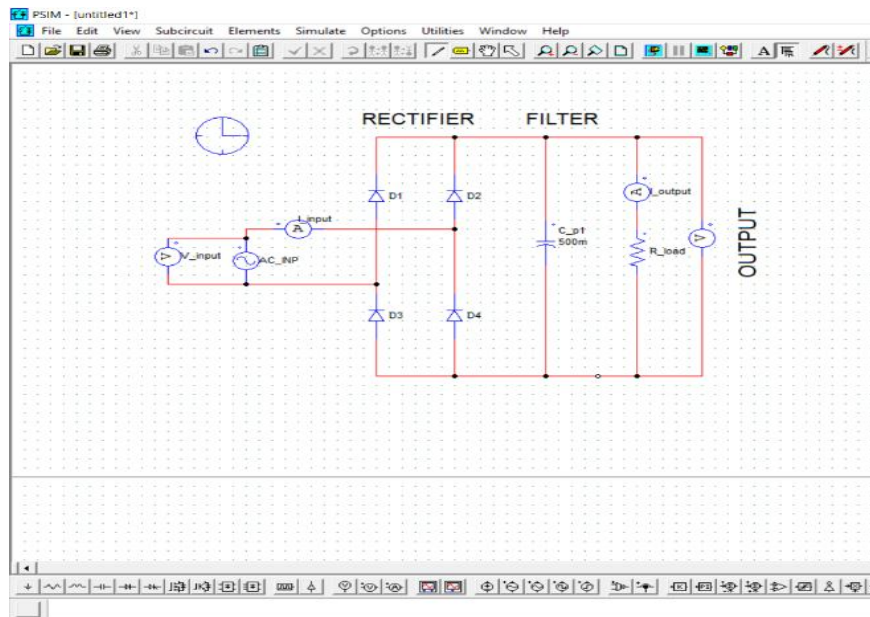 PSIM - [untitled1*]
File Edit View Subcircuit Elements Simulate Options Utilities Window Help
RECTIFIER FILTER
D1 D2
I_output
I_input
A
C_p1
500m
V_input
AC_INP
R_load
OUTPUT
D3 D4